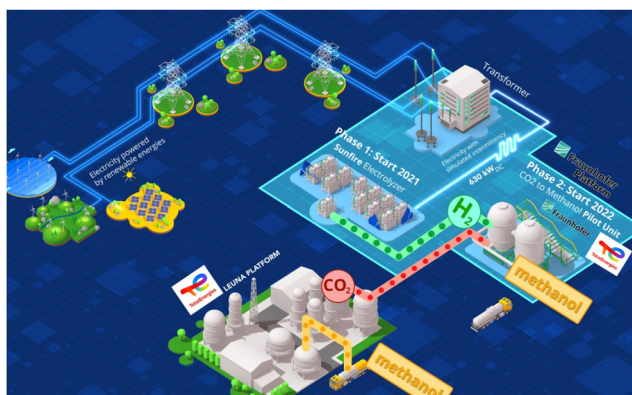 Transformer
Electricity powered
by renewable energies
Phase 1: Start 2021
Sunfire Electrolyzer
Electricity with
simulated intermittency
630 kW DC
Fraunhofer
Platform
Phase 2: Start 2022
CO2 to Methanol Pilot Unit
Fraunhofer
H2
TotalEnergies
methanol
CO2
LEUNA PLATFORM
TotalEnergies
methanol